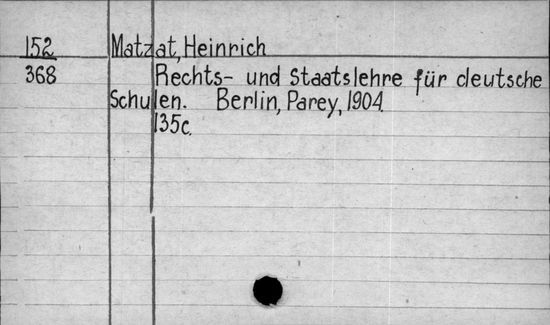 152 Matzat, Heinrich
368 Rechts- und Staatslehre für deutsche
Schulen. Berlin, Parey, 1904.
135c.